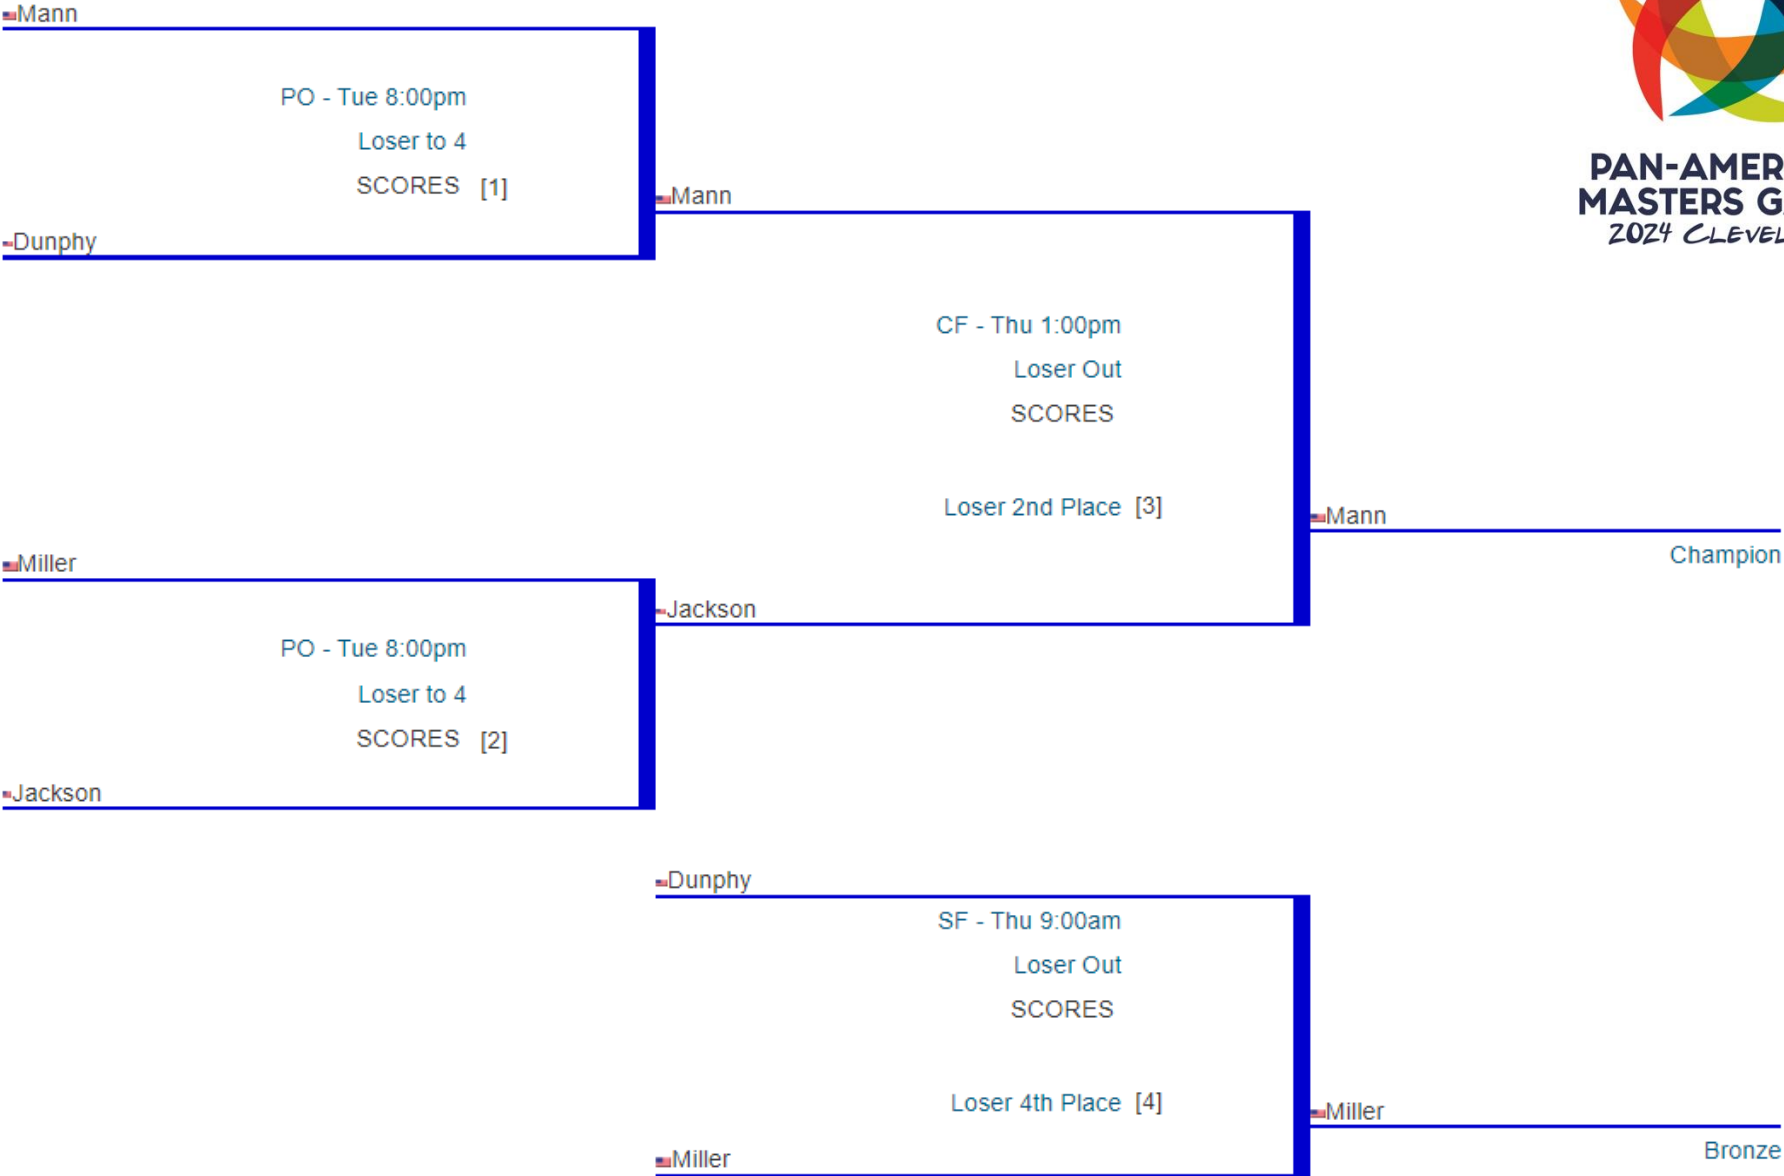 Mann
PO - Tue 8:00pm
Loser to 4
SCORES [1]
Dunphy
Mann
PAN-AMER
MASTERS GA
2024 CLEVEL
CF - Thu 1:00pm
Loser Out
SCORES
Loser 2nd Place [3]
Mann
Champion
Miller
Jackson
PO - Tue 8:00pm
Loser to 4
SCORES [2]
Jackson
Dunphy
SF - Thu 9:00am
Loser Out
SCORES
Loser 4th Place [4]
Miller
Bronze
Miller